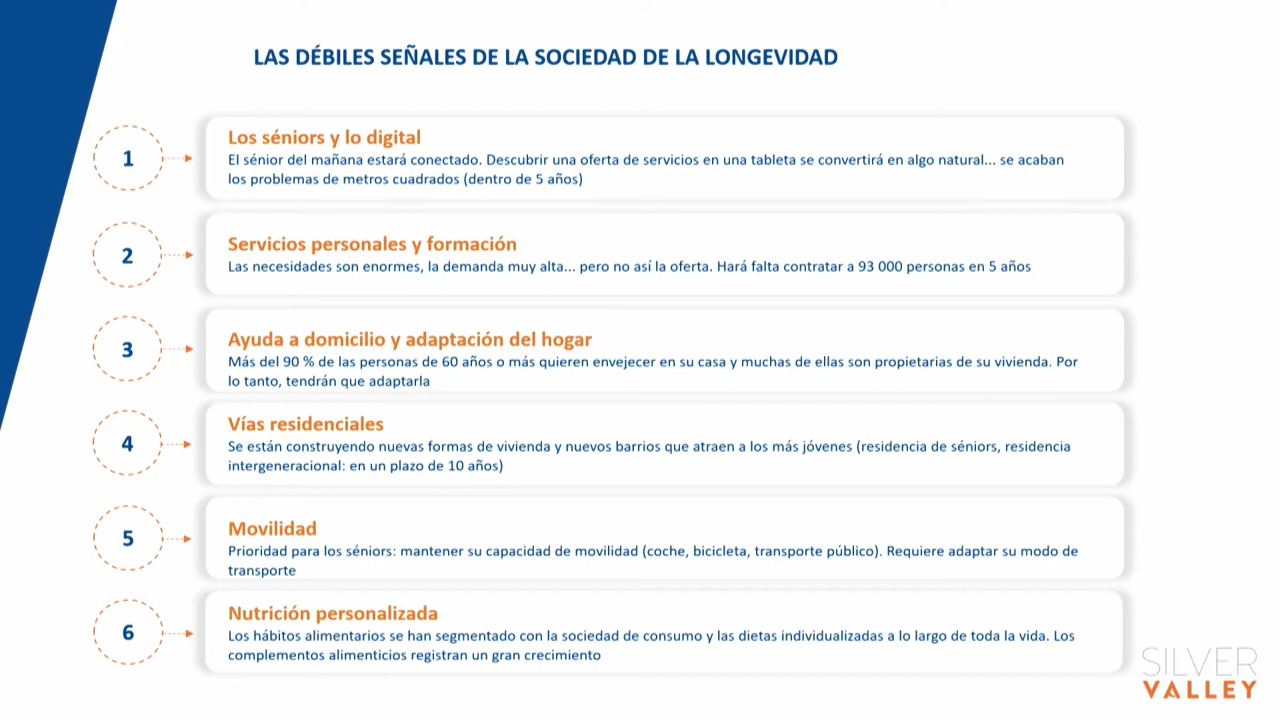 LAS DÉBILES SEÑALES DE LA SOCIEDAD DE LA LONGEVIDAD
1
Los séniors y lo digital
El sénior del mañana estará conectado. Descubrir una oferta de servicios en una tableta se convertirá en algo natural... se acaban
los problemas de metros cuadrados (dentro de 5 años)
2
Servicios personales y formación
Las necesidades son enormes, la demanda muy alta... pero no así la oferta. Hará falta contratar a 93 000 personas en 5 años
3
Ayuda a domicilio y adaptación del hogar
Más del 90 % de las personas de 60 años o más quieren envejecer en su casa y muchas de ellas son propietarias de su vivienda. Por
lo tanto, tendrán que adaptarla
4
Vías residenciales
Se están construyendo nuevas formas de vivienda y nuevos barrios que atraen a los más jóvenes (residencia de séniors, residencia
intergeneracional: en un plazo de 10 años)
5
Movilidad
Prioridad para los séniors: mantener su capacidad de movilidad (coche, bicicleta, transporte público). Requiere adaptar su modo de
transporte
6
Nutrición personalizada
Los hábitos alimentarios se han segmentado con la sociedad de consumo y las dietas individualizadas a lo largo de toda la vida. Los
complementos alimenticios registran un gran crecimiento
SILVER
VALLEY